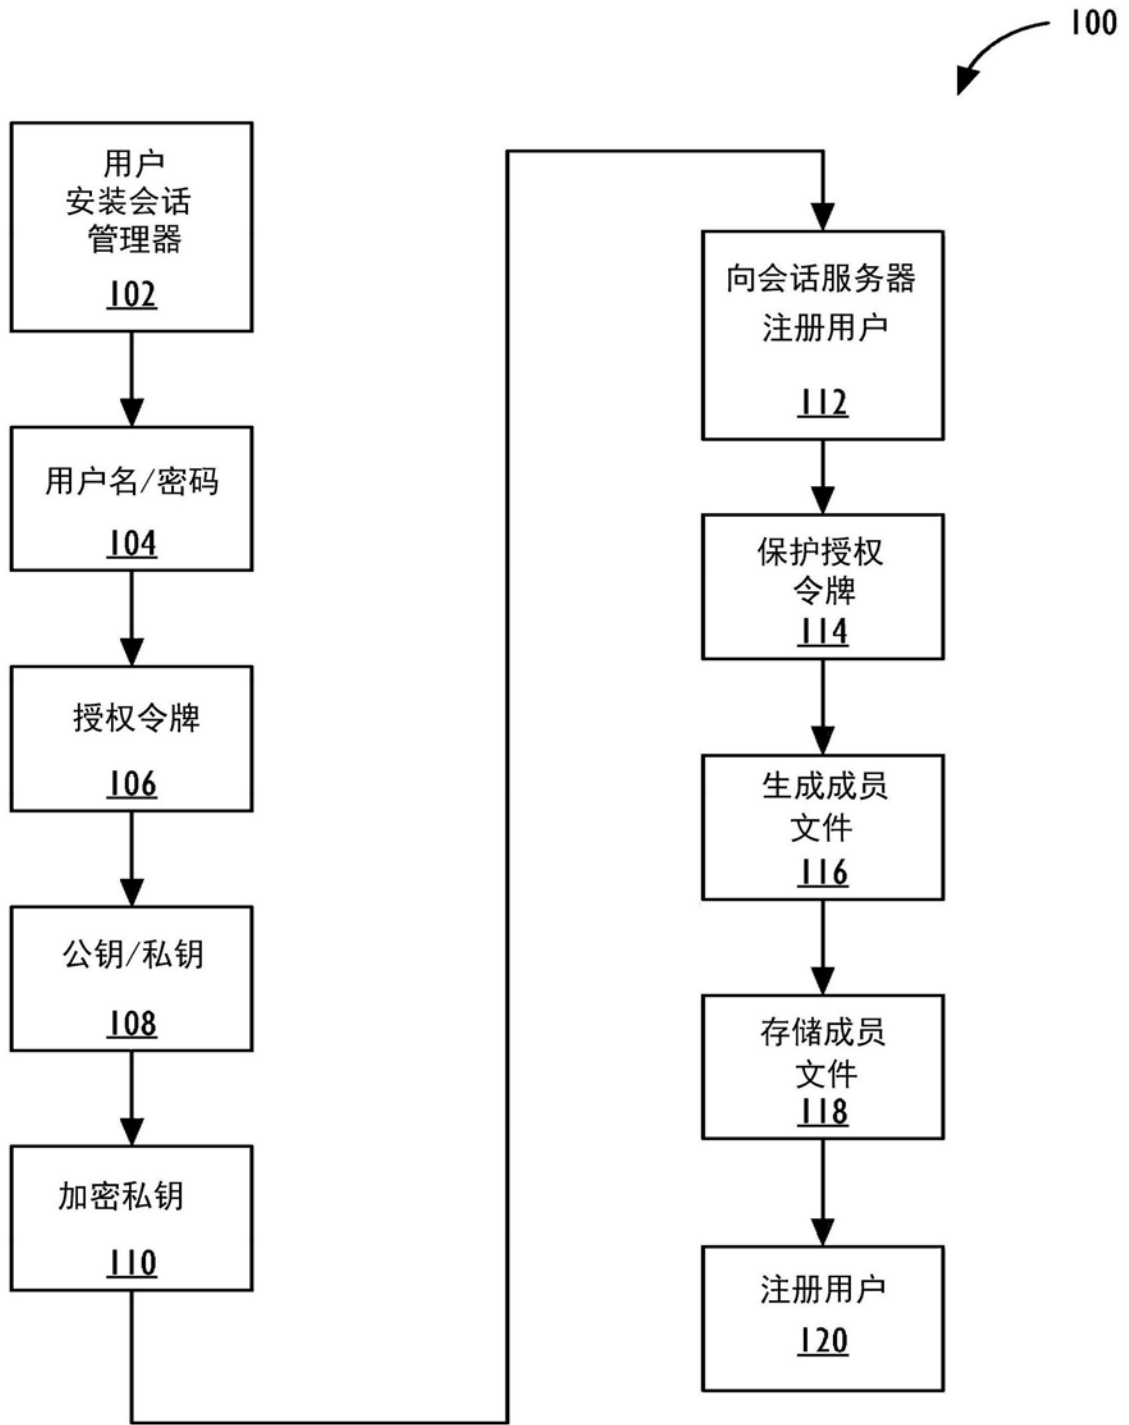 100
用户
安装会话
管理器
102
用户名/密码
104
授权令牌
106
公钥/私钥
108
加密私钥
110
向会话服务器
注册用户
112
保护授权
令牌
114
生成成员
文件
116
存储成员
文件
118
注册用户
120